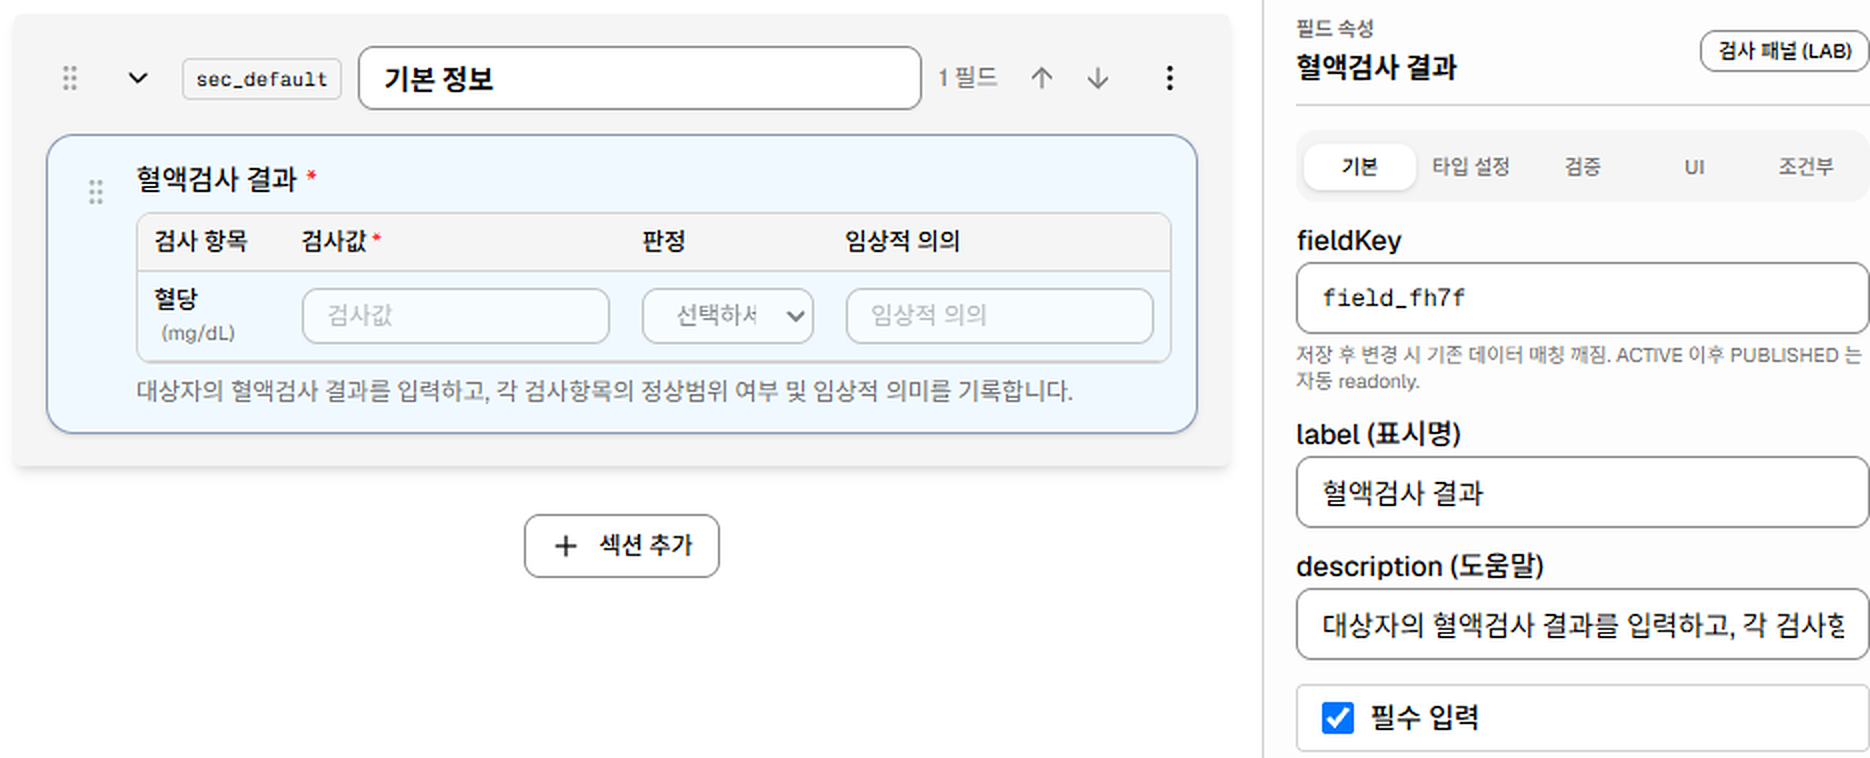 sec_default
기본 정보
1 필드
혈액검사 결과 *
검사 항목 검사값 * 판정 임상적 의의
혈당
(mg/dL)
검사값
선택하세
임상적 의의
대상자의 혈액검사 결과를 입력하고, 각 검사항목의 정상범위 여부 및 임상적 의미를 기록합니다.
+ 섹션 추가
필드 속성
혈액검사 결과
검사 패널 (LAB)
기본 타입 설정 검증 UI 조건부
fieldKey
field_fh7f
저장 후 변경 시 기존 데이터 매칭 깨짐. ACTIVE 이후 PUBLISHED 는
자동 readonly.
label (표시명)
혈액검사 결과
description (도움말)
대상자의 혈액검사 결과를 입력하고, 각 검사항
필수 입력